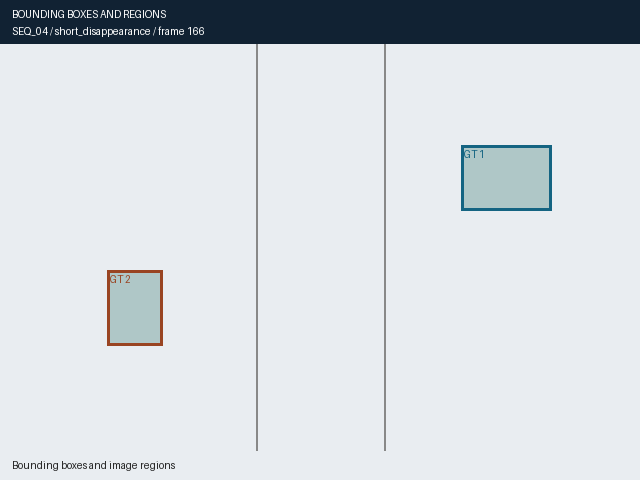 BOUNDING BOXES AND REGIONS
SEQ_04 / short_disappearance / frame 166
GT1
GT2
Bounding boxes and image regions